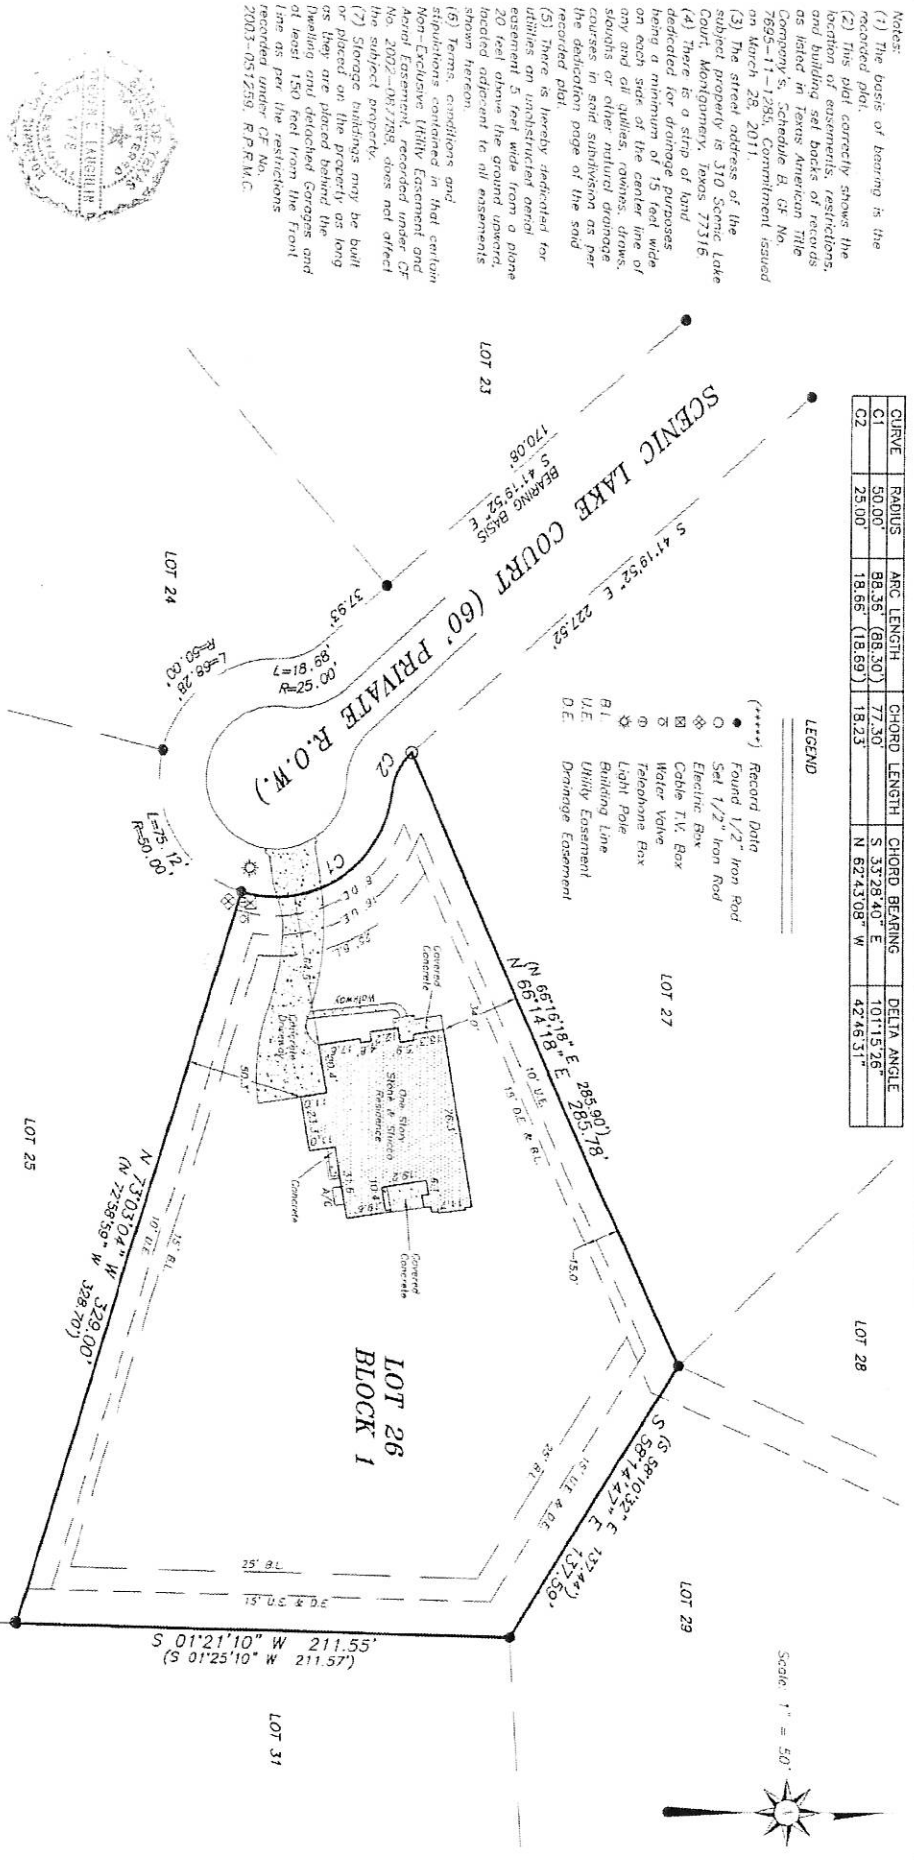 Notes:
(1) The basis of bearing is the
recorded plat.
(2) This plat correctly shows the
location of easements, restrictions,
and building set backs of records
as listed in Texas American Title
Company's, Schedule B, GF No.
7695-11-1285, Commitment issued
on March 28, 2011.
(3) The street address of the
subject property is 310 Scenic Lake
Court, Montgomery, Texas 77316.
(4) There is a strip of land
dedicated for drainage purposes
being a minimum of 15 feet wide
on each side of the center line of
any and all gullies, ravines, draws,
sloughs or other natural drainage
courses in said subdivision as per
the dedication page of the said
recorded plat.
(5) There is hereby dedicated for
utilities an unobstructed aerial
easement 5 feet wide from a plane
20 feet above the ground upward,
located adjacent to all easements
shown hereon.
(6) Terms, conditions and
stipulations contained in that certain
Non-Exclusive Utility Easement and
Aerial Easement, recorded under CF
No. 2002-087788, does not affect
the subject property.
(7) Storage buildings may be built
or placed on the property as long
as they are placed behind the
Dwelling and detached Garages and
at least 150 feet from the Front
Line as per the restrictions
recorded under CF No.
2003-051259, R.P.R.M.C.
CURVE RADIUS ARC LENGTH CHORD LENGTH CHORD BEARING DELTA ANGLE
C1 50.00' 88.36' (88.30') 77.30' S 33°28'40" E 101°15'26"
C2 25.00' 18.66' (18.69') 18.23' N 62°43'08" W 42°46'31"
LEGEND
(*****) Record Data
Found 1/2" Iron Rod
Set 1/2" Iron Rod
Electric Box
Cable T.V. Box
Water Valve
Telephone Box
Light Pole
B.L. Building Line
U.E. Utility Easement
D.E. Drainage Easement
Scale: 1" = 50'
LOT 23
LOT 24
LOT 25
LOT 27
LOT 28
LOT 29
LOT 31
SCENIC LAKE COURT (60' PRIVATE R.O.W.)
BEARING BASIS
S 41°19'52" E
170.08'
S 41°19'52" E 227.52'
37.93'
L=18.89'
R=25.00'
L=68.28'
R=50.00'
L=75.12'
R=50.00'
C2
C1
8' D.E.
16' U.E.
25' B.L.
(N 66°16'18" E 285.90')
N 66°14'18" E 285.78'
10' U.E.
15' D.E. & B.L.
15.0'
34.0'
Covered
Concrete
Walkway
Concrete
Driveway
One Story
Stone & Stucco
Residence
76.3'
50.3'
Covered
Concrete
A/C
Concrete
LOT 26
BLOCK 1
(S 58°10'32" E 137.44')
S 58°14'47" E 137.59'
15' U.E. & D.E.
25' B.L.
25' B.L.
15' U.E. & D.E.
S 01°21'10" W 211.55'
(S 01°25'10" W 211.57')
15' B.L.
10' U.E.
N 73°03'04" W 329.00'
(N 72°58'59" W 328.70')